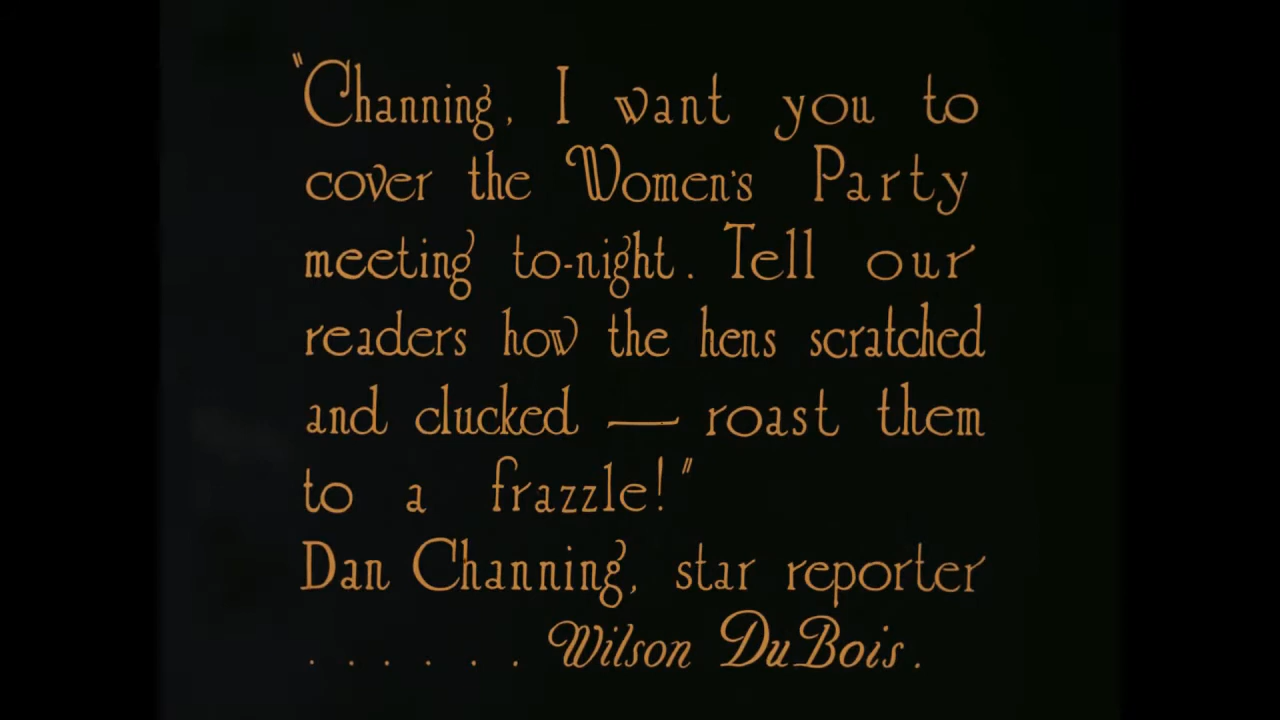 "Channing, I want you to
cover the Women's Party
meeting to-night. Tell our
readers how the hens scratched
and clucked — roast them
to a frazzle!"
Dan Channing, star reporter
. . . . . . Wilson DuBois.